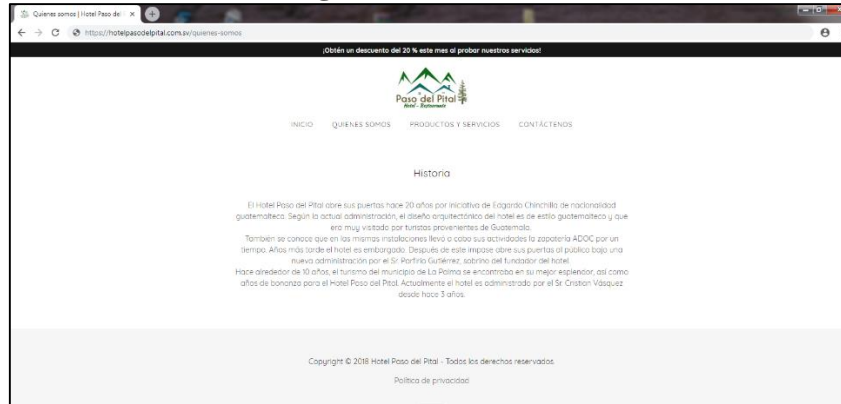 Quienes somos | Hotel Paso del
https://hotelpasodelpital.com.sv/quienes-somos
¡Obtén un descuento del 20 % este mes al probar nuestros servicios!
Paso del Pital
Hotel - Restaurante
INICIO QUIENES SOMOS PRODUCTOS Y SERVICIOS CONTÁCTENOS
Historia
El Hotel Paso del Pital abre sus puertas hace 20 años por iniciativa de Edgardo Chinchilla de nacionalidad
guatemalteca. Según la actual administración, el diseño arquitectónico del hotel es de estilo guatemalteco y que
era muy visitado por turistas provenientes de Guatemala.
También se conoce que en las mismas instalaciones llevó a cabo sus actividades la zapatería ADOC por un
tiempo. Años más tarde el hotel es embargado. Después de este impase abre sus puertas al público bajo una
nueva administración por el Sr. Porfirio Gutiérrez, sobrino del fundador del hotel.
Hace alrededor de 10 años, el turismo del municipio de La Palma se encontraba en su mejor esplendor, así como
años de bonanza para el Hotel Paso del Pital. Actualmente el hotel es administrado por el Sr. Cristian Vásquez
desde hace 3 años.
Copyright © 2018 Hotel Paso del Pital - Todos los derechos reservados.
Política de privacidad